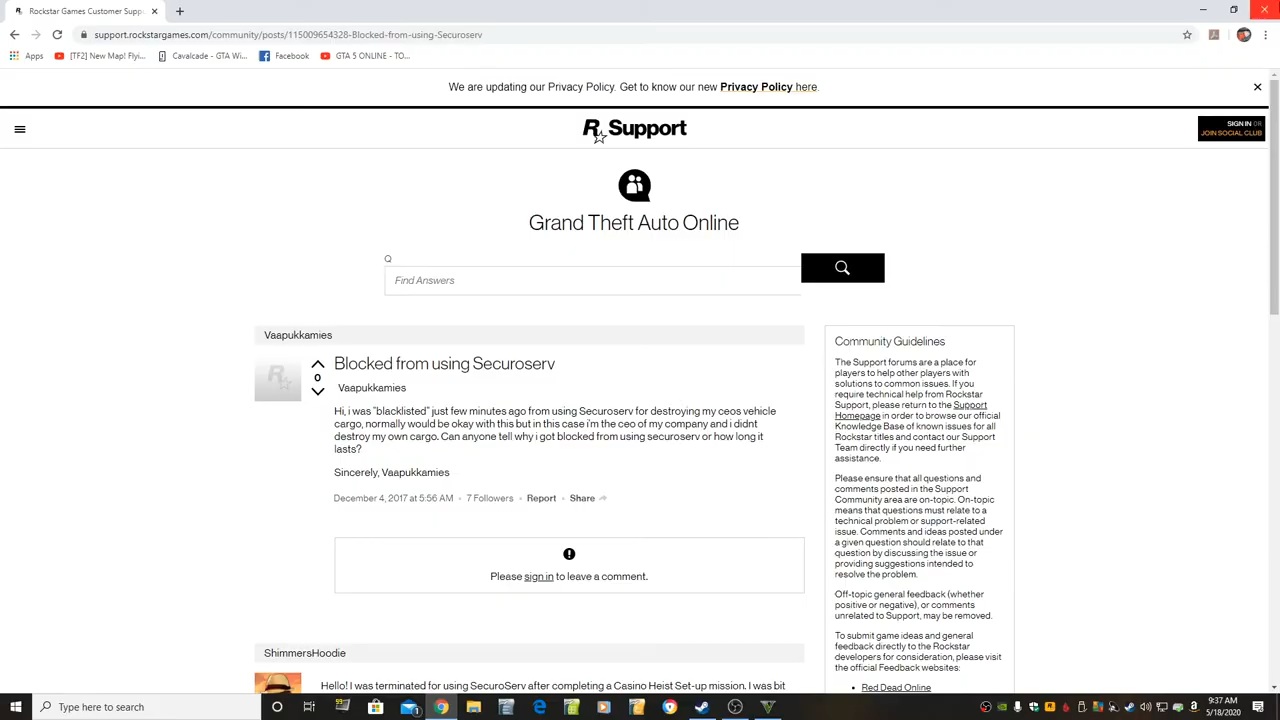 Rockstar Games Customer Supp
support.rockstargames.com/community/posts/115009654328-Blocked-from-using-Securoserv
Apps [TF2] New Map! Flyi... Cavalcade - GTA Wi... Facebook GTA 5 ONLINE - TO...
We are updating our Privacy Policy. Get to know our new Privacy Policy here.
R Support
SIGN IN OR
JOIN SOCIAL CLUB
Grand Theft Auto Online
Q
Find Answers
Vaapukkamies
Blocked from using Securoserv
0
Vaapukkamies
Hi, i was "blacklisted" just few minutes ago from using Securoserv for destroying my ceos vehicle
cargo, normally would be okay with this but in this case i'm the ceo of my company and i didnt
destroy my own cargo. Can anyone tell why i got blocked from using securoserv or how long it
lasts?
Sincerely, Vaapukkamies
December 4, 2017 at 5:56 AM • 7 Followers • Report • Share
Please sign in to leave a comment.
ShimmersHoodie
Hello! I was terminated for using SecuroServ after completing a Casino Heist Set-up mission. I was bit
Community Guidelines
The Support forums are a place for
players to help other players with
solutions to common issues. If you
require technical help from Rockstar
Support, please return to the Support
Homepage in order to browse our official
Knowledge Base of known issues for all
Rockstar titles and contact our Support
Team directly if you need further
assistance.
Please ensure that all questions and
comments posted in the Support
Community area are on-topic. On-topic
means that questions must relate to a
technical problem or support-related
issue. Comments and ideas posted under
a given question should relate to that
question by discussing the issue or
providing suggestions intended to
resolve the problem.
Off-topic general feedback (whether
positive or negative), or comments
unrelated to Support, may be removed.
To submit game ideas and general
feedback directly to the Rockstar
developers for consideration, please visit
the official Feedback websites:
• Red Dead Online
Type here to search
9:37 AM
5/18/2020